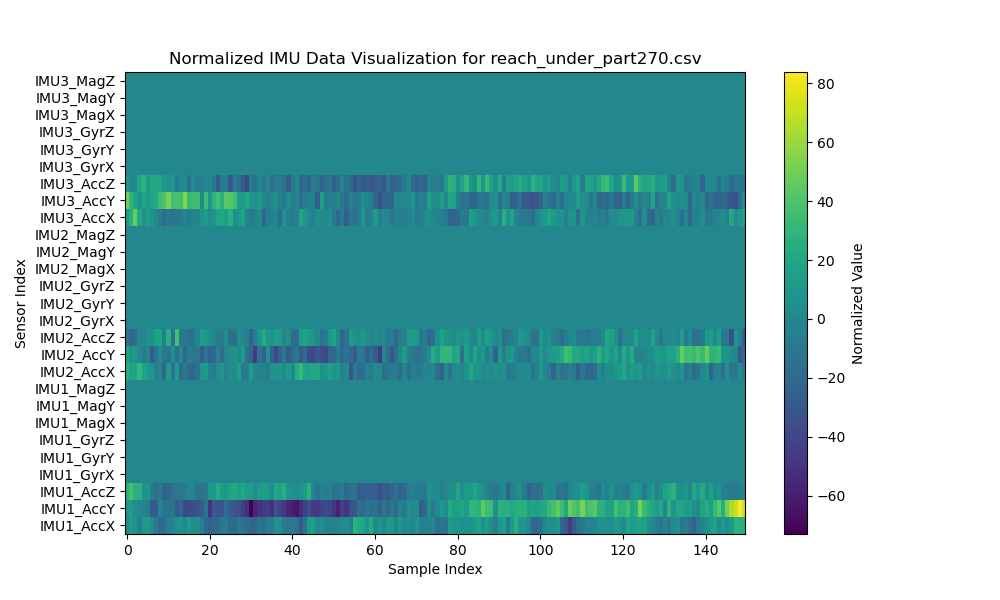 Normalized IMU Data Visualization for reach_under_part270.csv
IMU3_MagZ
IMU3_MagY
IMU3_MagX
IMU3_GyrZ
IMU3_GyrY
IMU3_GyrX
IMU3_AccZ
IMU3_AccY
IMU3_AccX
IMU2_MagZ
IMU2_MagY
IMU2_MagX
IMU2_GyrZ
IMU2_GyrY
IMU2_GyrX
IMU2_AccZ
IMU2_AccY
IMU2_AccX
IMU1_MagZ
IMU1_MagY
IMU1_MagX
IMU1_GyrZ
IMU1_GyrY
IMU1_GyrX
IMU1_AccZ
IMU1_AccY
IMU1_AccX
Sensor Index
0 20 40 60 80 100 120 140
Sample Index
80
60
40
20
0
−20
−40
−60
Normalized Value